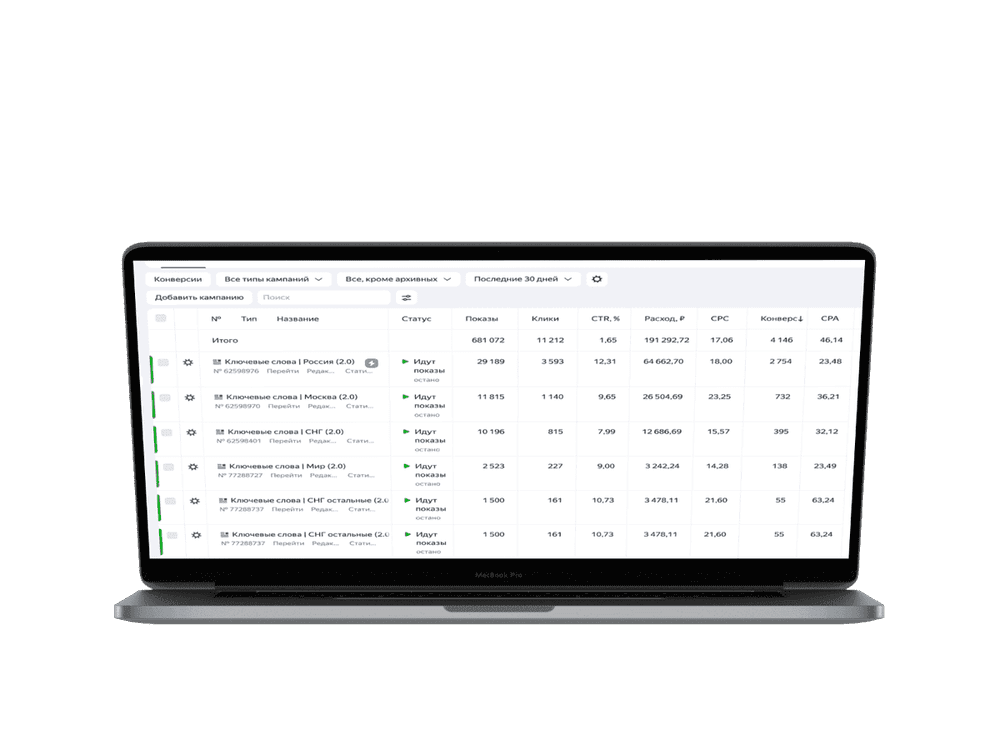 Конверсии Все типы кампаний Все, кроме архивных Последние 30 дней
Добавить кампанию Поиск
№ Тип Название Статус Показы Клики CTR, % Расход, ₽ CPC Конверс↓ CPA
Итого 681 072 11 212 1,65 191 292,72 17,06 4 146 46,14
Ключевые слова | Россия (2.0) Идут показы 29 189 3 593 12,31 64 662,70 18,00 2 754 23,48
№ 62598976 Перейти Редак... Стати... остано
Ключевые слова | Москва (2.0) Идут показы 11 815 1 140 9,65 26 504,69 23,25 732 36,21
№ 62598970 Перейти Редак... Стати... остано
Ключевые слова | СНГ (2.0) Идут показы 10 196 815 7,99 12 686,69 15,57 395 32,12
№ 62598401 Перейти Редак... Стати... остано
Ключевые слова | Мир (2.0) Идут показы 2 523 227 9,00 3 242,24 14,28 138 23,49
№ 77288727 Перейти Редак... Стати... остано
Ключевые слова | СНГ остальные (2.0 Идут показы 1 500 161 10,73 3 478,11 21,60 55 63,24
№ 77288737 Перейти Редак... Стати... остано
Ключевые слова | СНГ остальные (2.0 Идут показы 1 500 161 10,73 3 478,11 21,60 55 63,24
№ 77288737 Перейти Редак... Стати... остано
MacBook Pro